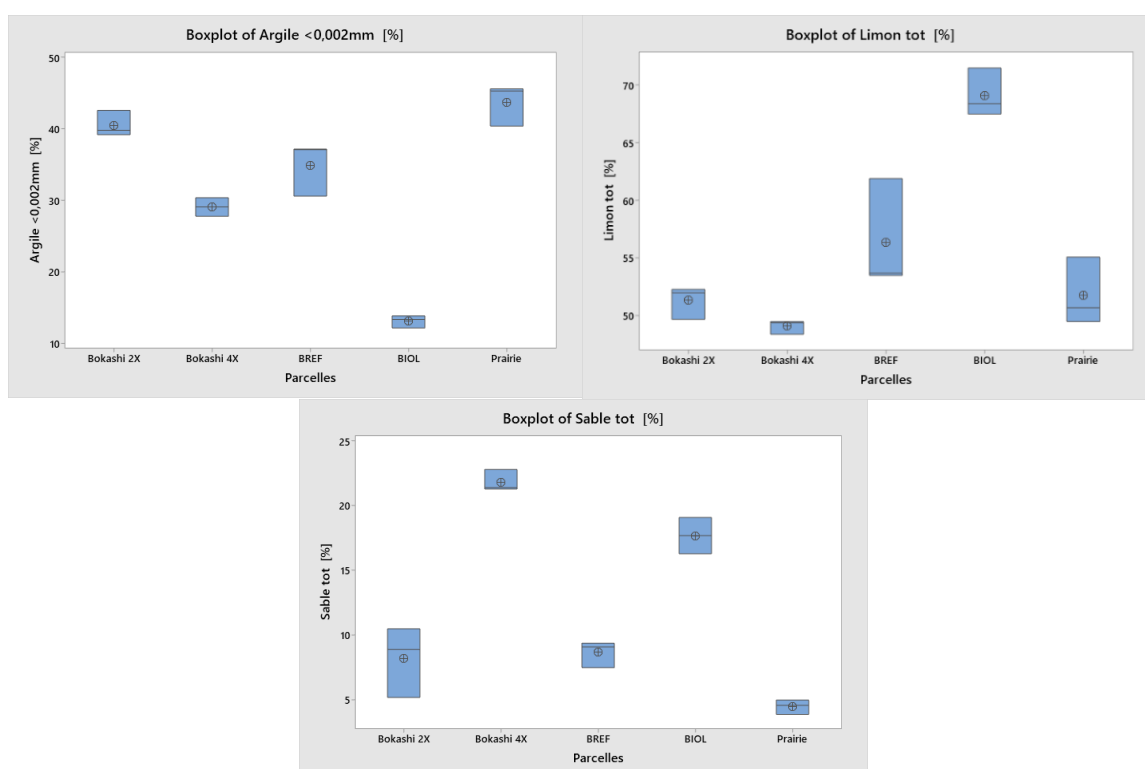 Boxplot of Argile <0,002mm [%]
Argile <0,002mm [%]
50
40
30
20
10
Bokashi 2X Bokashi 4X BREF BIOL Prairie
Parcelles
Boxplot of Limon tot [%]
Limon tot [%]
70
65
60
55
50
Bokashi 2X Bokashi 4X BREF BIOL Prairie
Parcelles
Boxplot of Sable tot [%]
Sable tot [%]
25
20
15
10
5
Bokashi 2X Bokashi 4X BREF BIOL Prairie
Parcelles